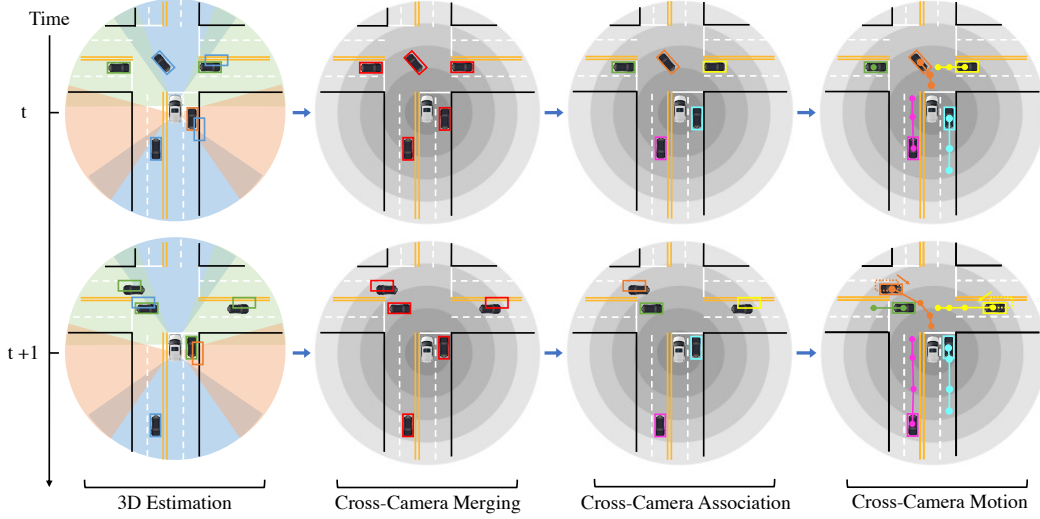 Time
t
t +1
3D Estimation
Cross-Camera Merging
Cross-Camera Association
Cross-Camera Motion